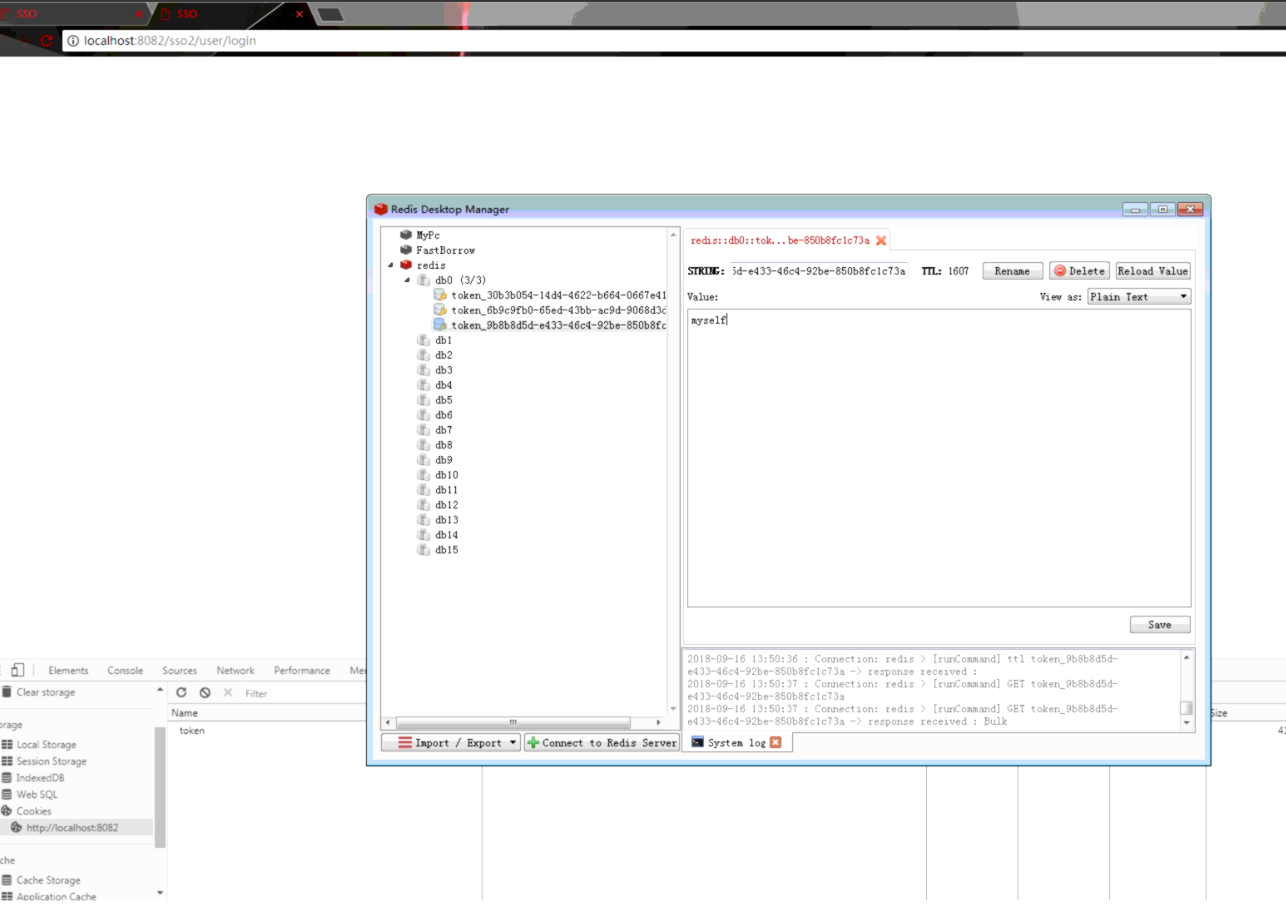 SSO
SSO
localhost:8082/sso2/user/login
Redis Desktop Manager
MyPc
FastBorrow
redis
db0 (3/3)
token_30b3b054-14d4-4622-b664-0667e41
token_6b9c9fb0-65ed-43bb-ac9d-9068d3d
token_9b8b8d5d-e433-46c4-92be-850b8fc
db1
db2
db3
db4
db5
db6
db7
db8
db9
db10
db11
db12
db13
db14
db15
Import / Export
Connect to Redis Server
redis::db0::tok...be-850b8fc1c73a
STRING: 5d-e433-46c4-92be-850b8fc1c73a TTL: 1607 Rename Delete Reload Value
Value: View as: Plain Text
myself
Save
2018-09-16 13:50:36 : Connection: redis > [runCommand] ttl token_9b8b8d5d-
e433-46c4-92be-850b8fc1c73a -> response received :
2018-09-16 13:50:37 : Connection: redis > [runCommand] GET token_9b8b8d5d-
e433-46c4-92be-850b8fc1c73a
2018-09-16 13:50:37 : Connection: redis > [runCommand] GET token_9b8b8d5d-
e433-46c4-92be-850b8fc1c73a -> response received : Bulk
System log
Elements Console Sources Network Performance Me
Clear storage
Filter
orage
Local Storage
Session Storage
IndexedDB
Web SQL
Cookies
http://localhost:8082
che
Cache Storage
Application Cache
Name
Size
token
41